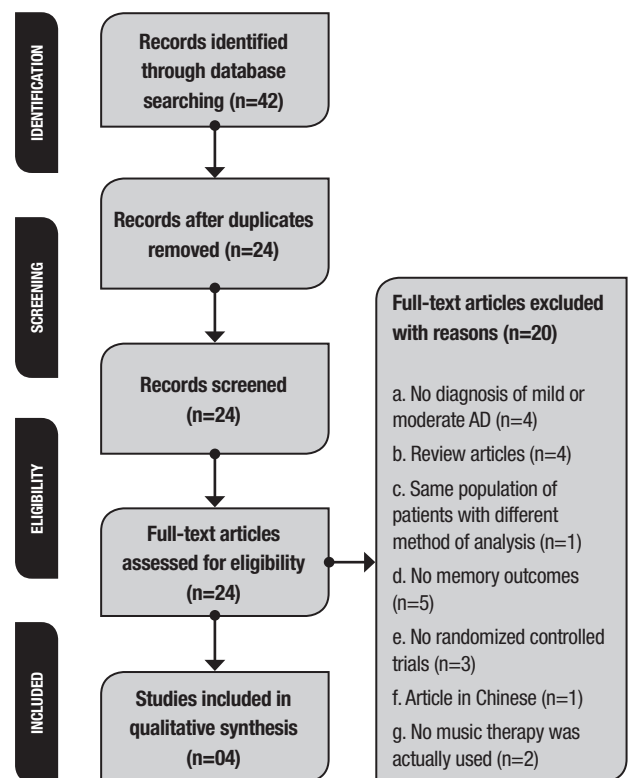 IDENTIFICATION
Records identified
through database
searching (n=42)
SCREENING
Records after duplicates
removed (n=24)
Records screened
(n=24)
ELIGIBILITY
Full-text articles
assessed for eligibility
(n=24)
Full-text articles excluded
with reasons (n=20)
a. No diagnosis of mild or
moderate AD (n=4)
b. Review articles (n=4)
c. Same population of
patients with different
method of analysis (n=1)
d. No memory outcomes
(n=5)
e. No randomized controlled
trials (n=3)
f. Article in Chinese (n=1)
g. No music therapy was
actually used (n=2)
INCLUDED
Studies included in
qualitative synthesis
(n=04)